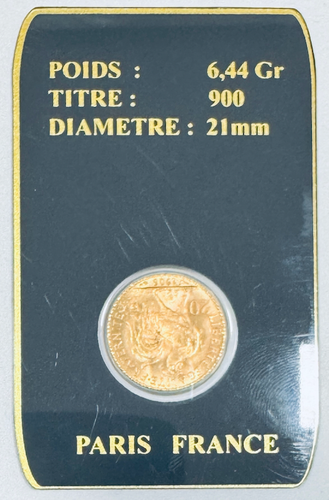 POIDS : 6,44 Gr
TITRE : 900
DIAMETRE : 21mm
PARIS FRANCE